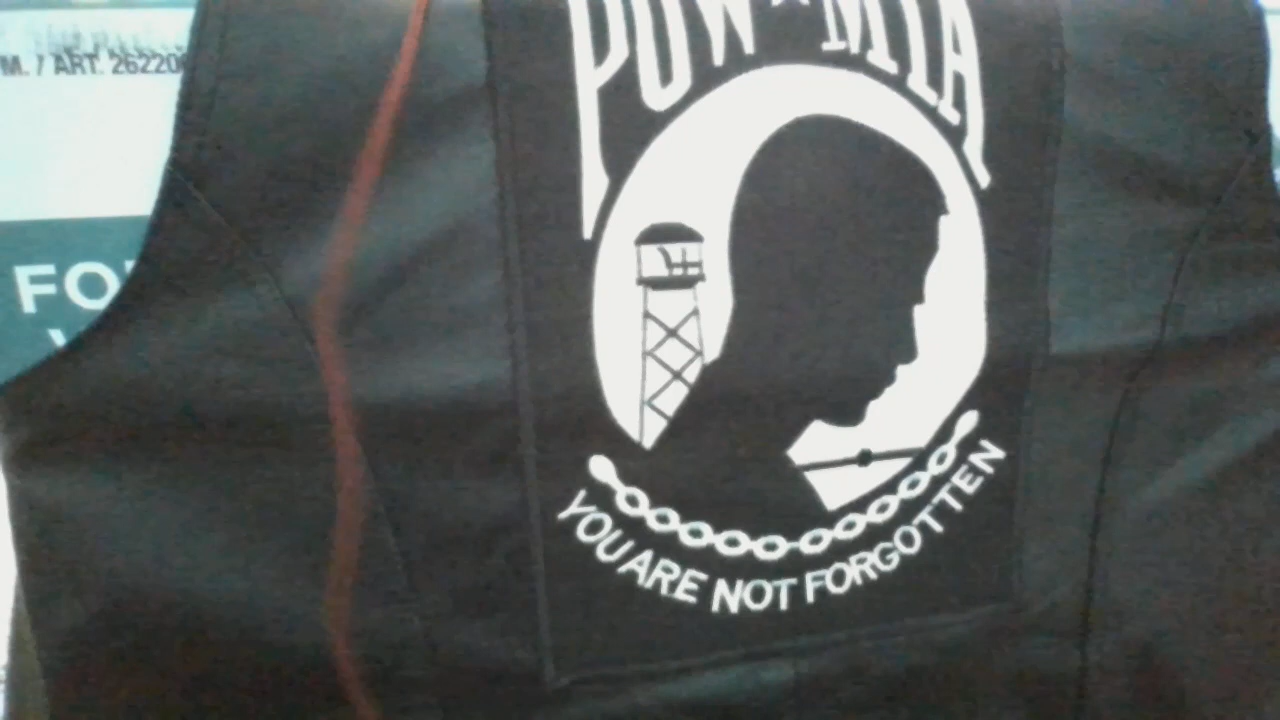 POW★MIA
M. / ART. 26220
FO
YOU ARE NOT FORGOTTEN